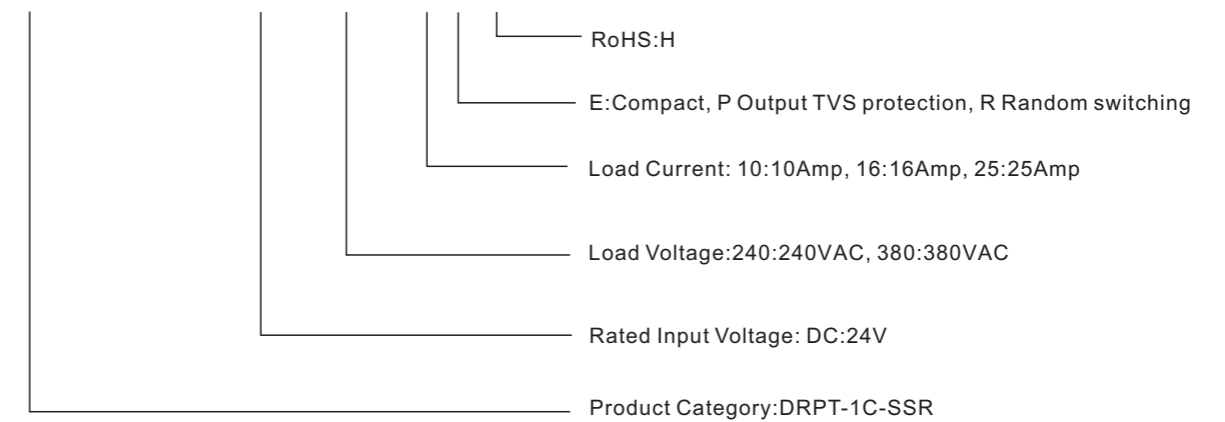 RoHS:H
E:Compact, P Output TVS protection, R Random switching
Load Current: 10:10Amp, 16:16Amp, 25:25Amp
Load Voltage:240:240VAC, 380:380VAC
Rated Input Voltage: DC:24V
Product Category:DRPT-1C-SSR